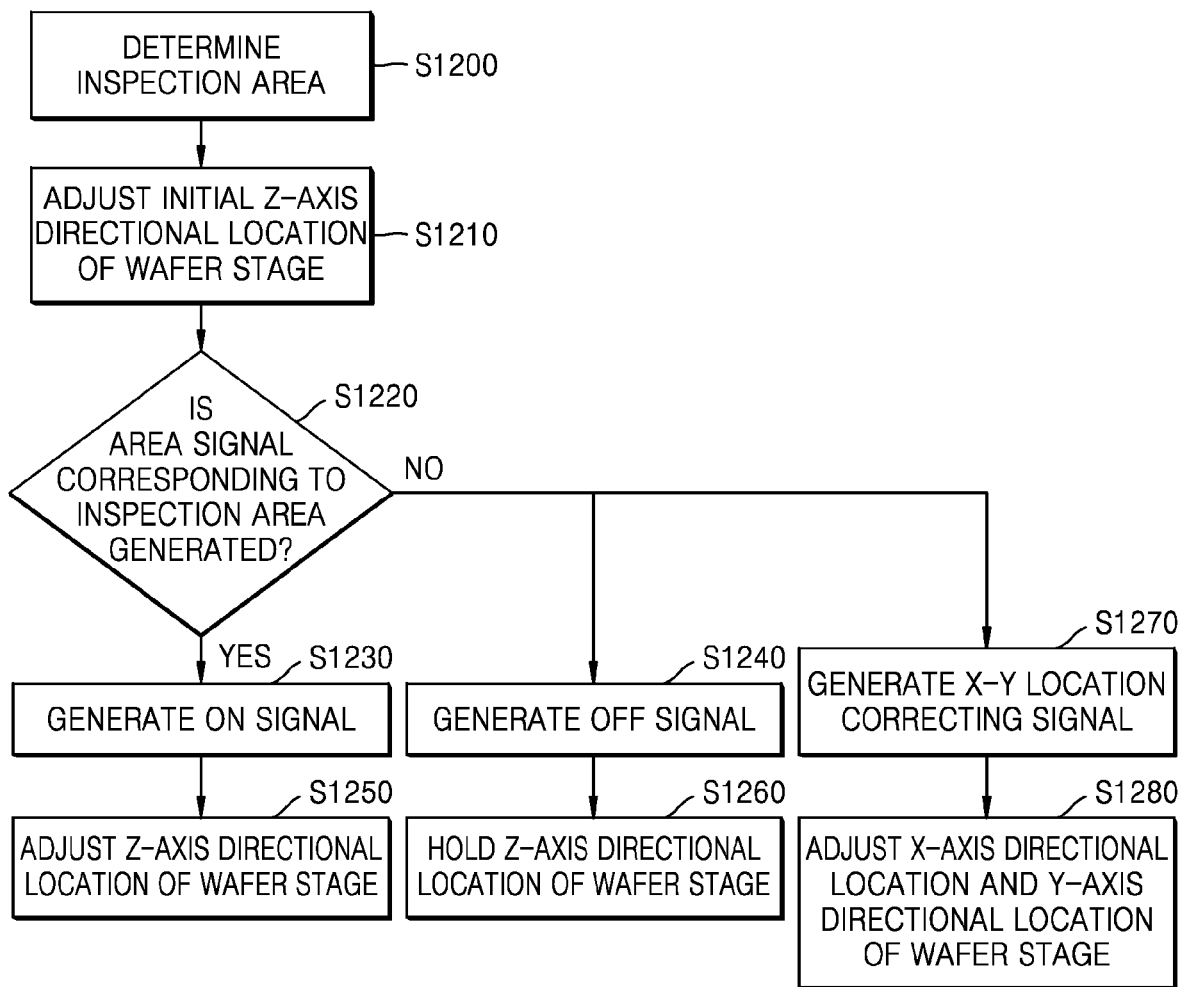 DETERMINE
INSPECTION AREA
S1200
ADJUST INITIAL Z-AXIS
DIRECTIONAL LOCATION
OF WAFER STAGE
S1210
IS
AREA SIGNAL
CORRESPONDING TO
INSPECTION AREA
GENERATED?
S1220
NO
YES
S1230
GENERATE ON SIGNAL
S1240
GENERATE OFF SIGNAL
S1270
GENERATE X-Y LOCATION
CORRECTING SIGNAL
S1250
ADJUST Z-AXIS DIRECTIONAL
LOCATION OF WAFER STAGE
S1260
HOLD Z-AXIS DIRECTIONAL
LOCATION OF WAFER STAGE
S1280
ADJUST X-AXIS DIRECTIONAL
LOCATION AND Y-AXIS
DIRECTIONAL LOCATION
OF WAFER STAGE